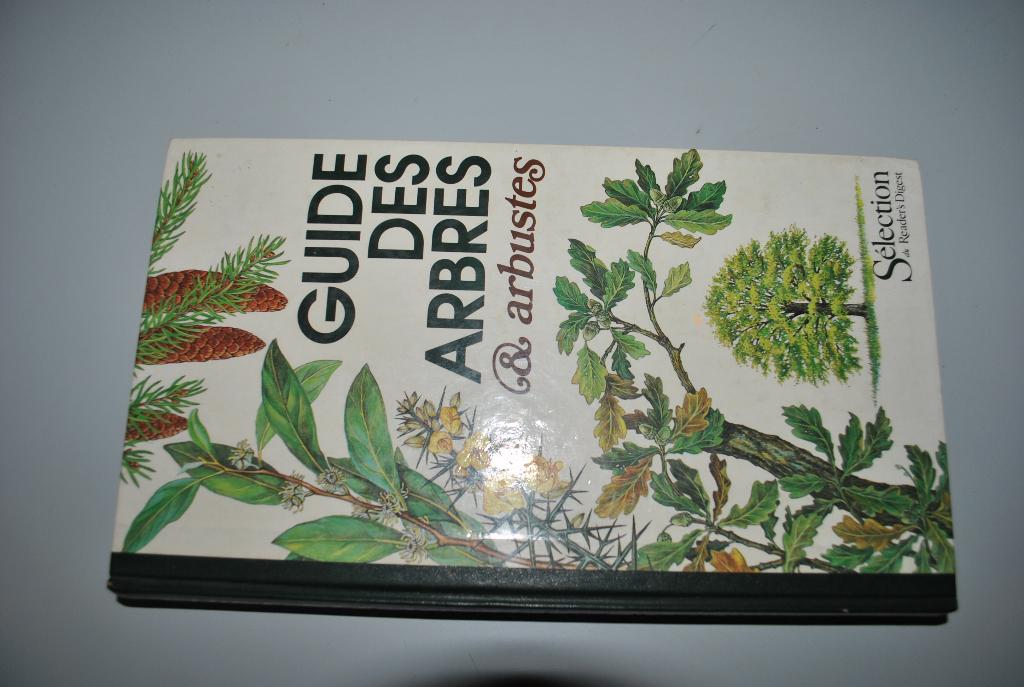 GUIDE
DES
ARBRES
& arbustes
Sélection
du Reader's Digest